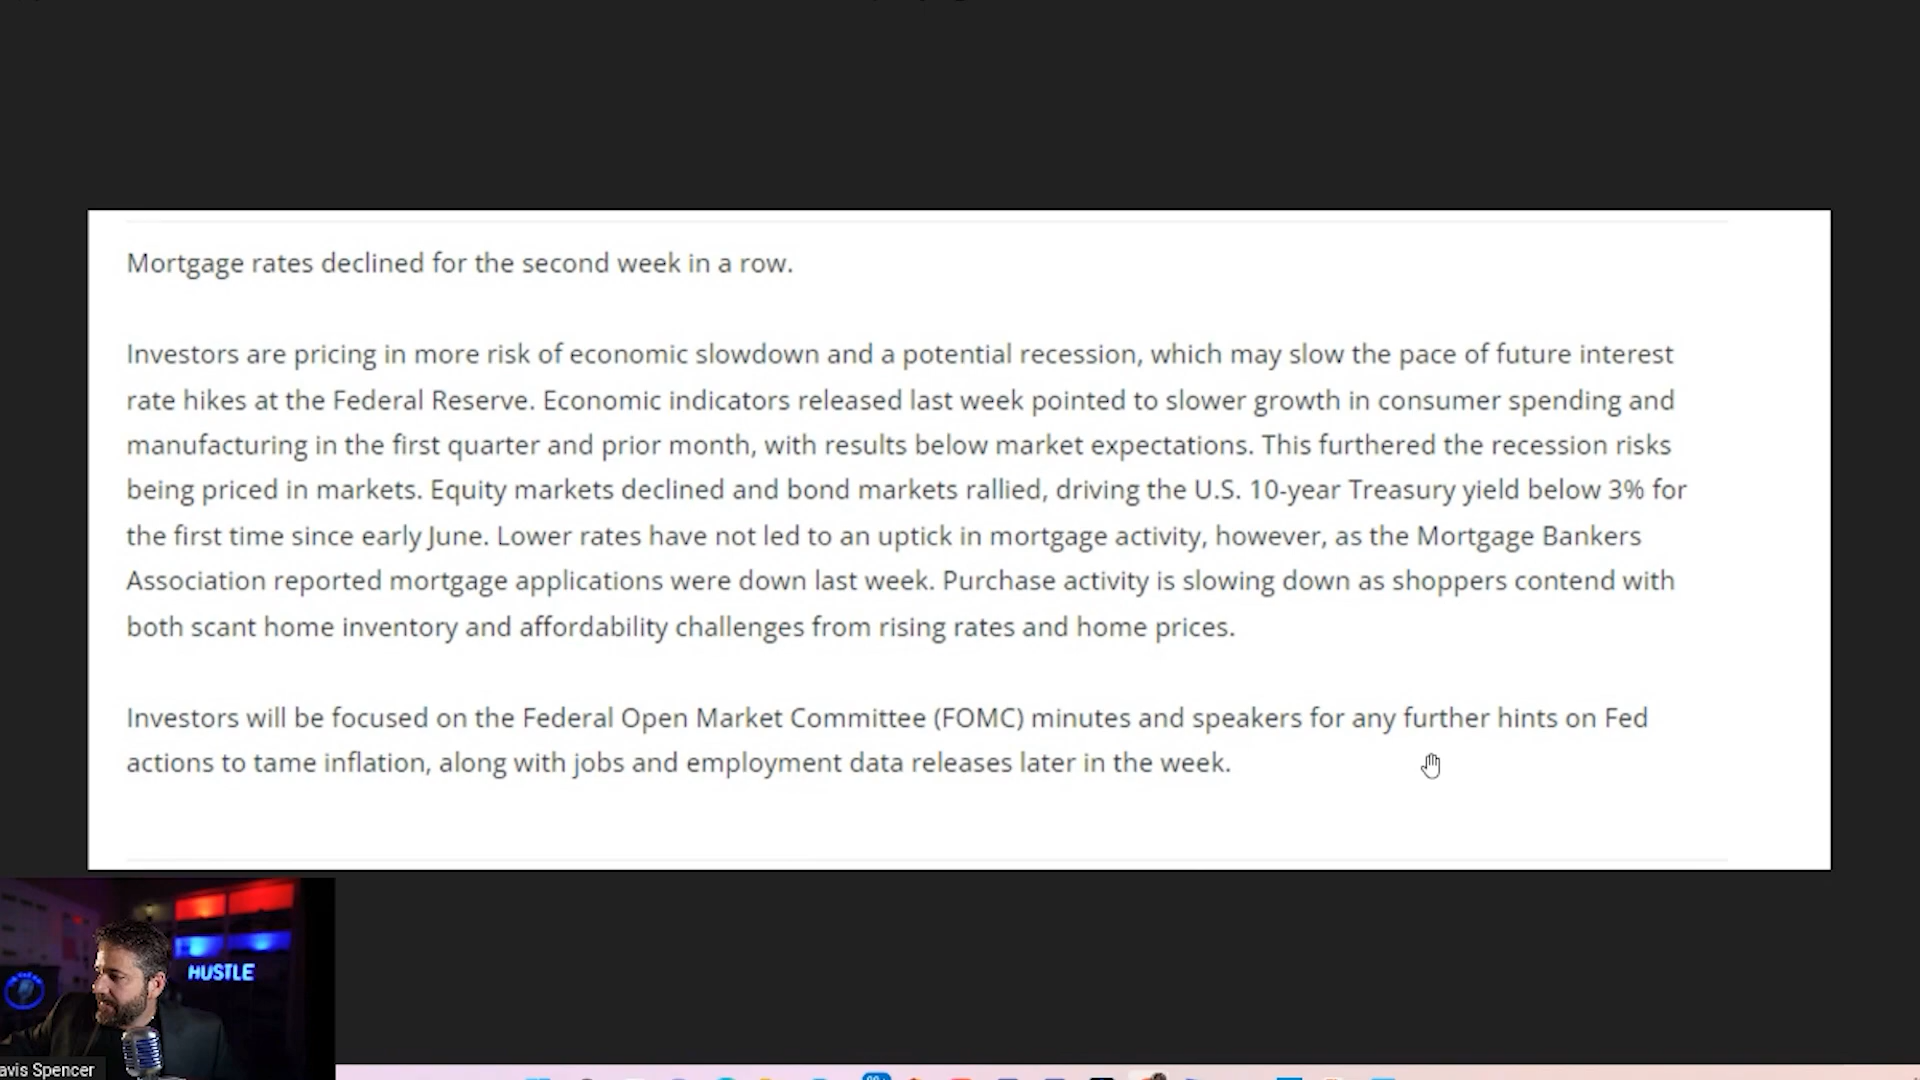 Mortgage rates declined for the second week in a row.
Investors are pricing in more risk of economic slowdown and a potential recession, which may slow the pace of future interest
rate hikes at the Federal Reserve. Economic indicators released last week pointed to slower growth in consumer spending and
manufacturing in the first quarter and prior month, with results below market expectations. This furthered the recession risks
being priced in markets. Equity markets declined and bond markets rallied, driving the U.S. 10-year Treasury yield below 3% for
the first time since early June. Lower rates have not led to an uptick in mortgage activity, however, as the Mortgage Bankers
Association reported mortgage applications were down last week. Purchase activity is slowing down as shoppers contend with
both scant home inventory and affordability challenges from rising rates and home prices.
Investors will be focused on the Federal Open Market Committee (FOMC) minutes and speakers for any further hints on Fed
actions to tame inflation, along with jobs and employment data releases later in the week.
HUSTLE
avis Spencer